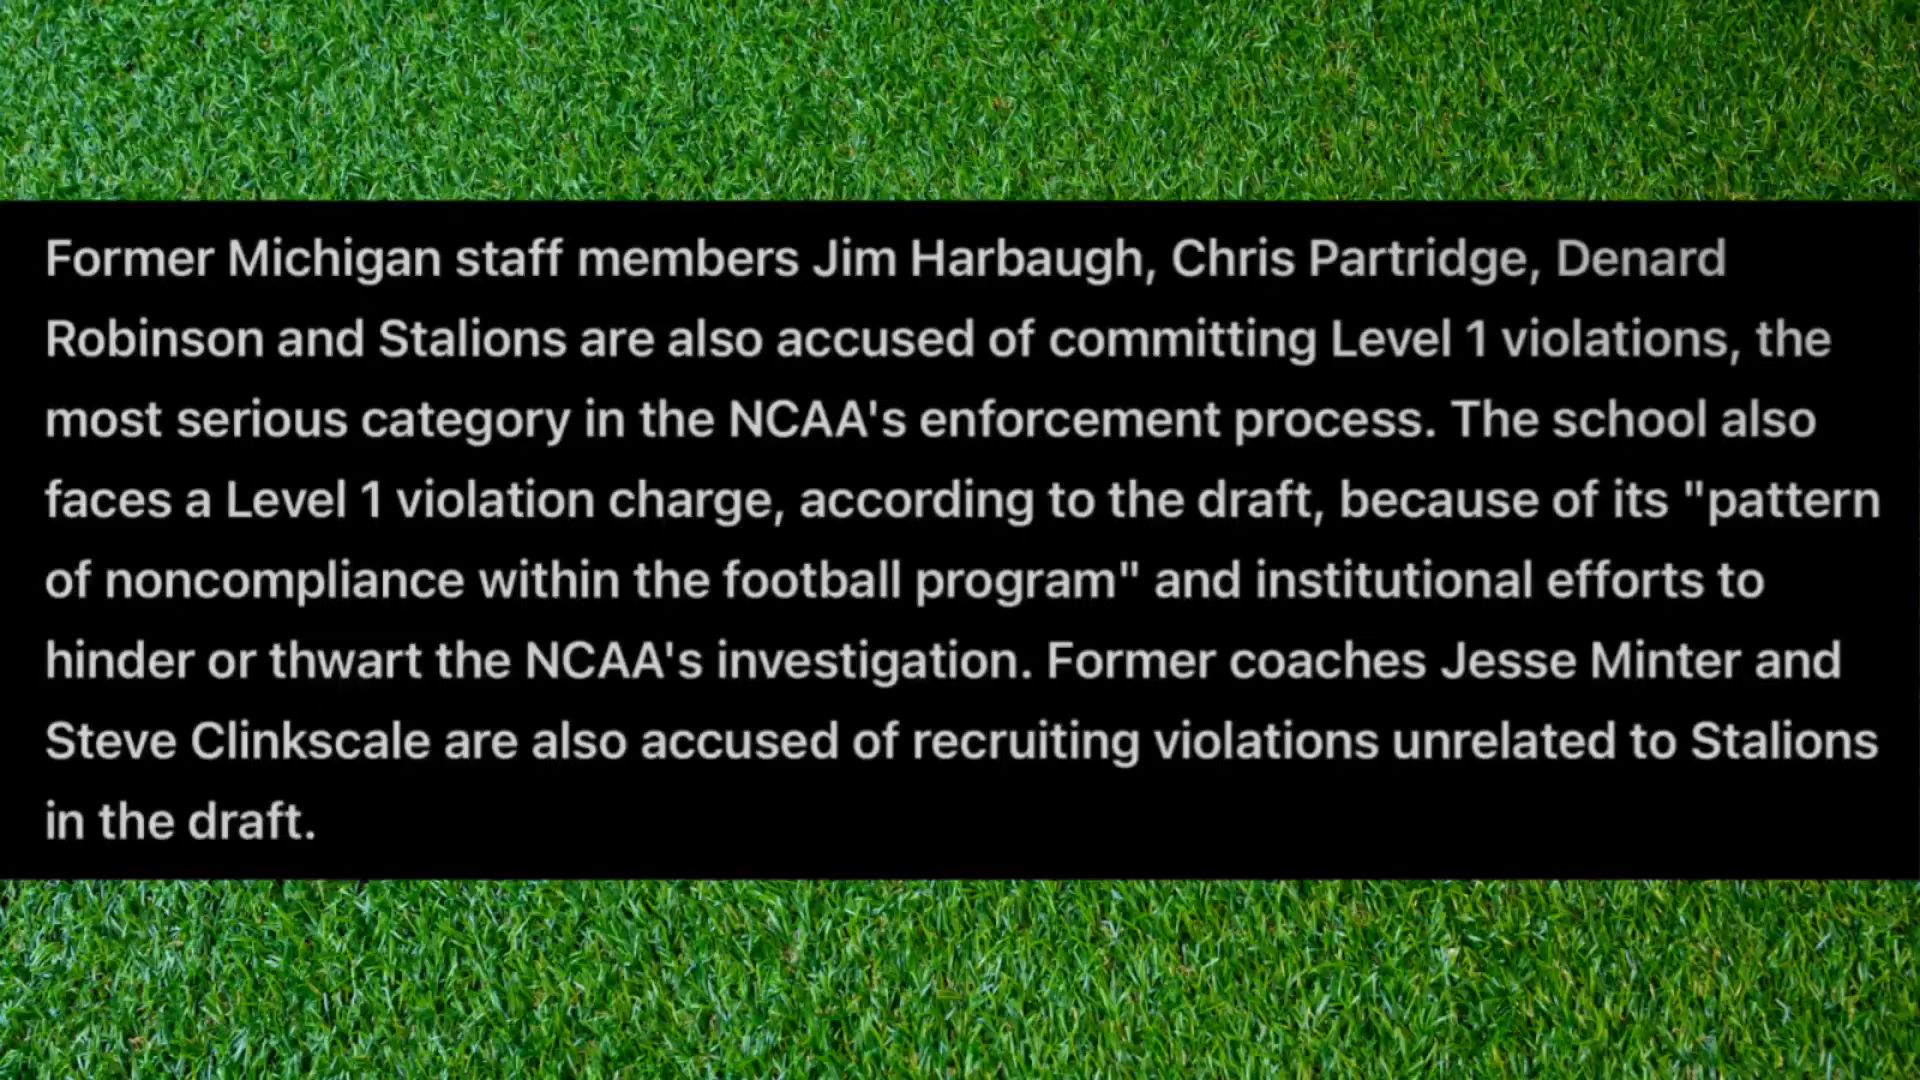 Former Michigan staff members Jim Harbaugh, Chris Partridge, Denard
Robinson and Stalions are also accused of committing Level 1 violations, the
most serious category in the NCAA's enforcement process. The school also
faces a Level 1 violation charge, according to the draft, because of its "pattern
of noncompliance within the football program" and institutional efforts to
hinder or thwart the NCAA's investigation. Former coaches Jesse Minter and
Steve Clinkscale are also accused of recruiting violations unrelated to Stalions
in the draft.